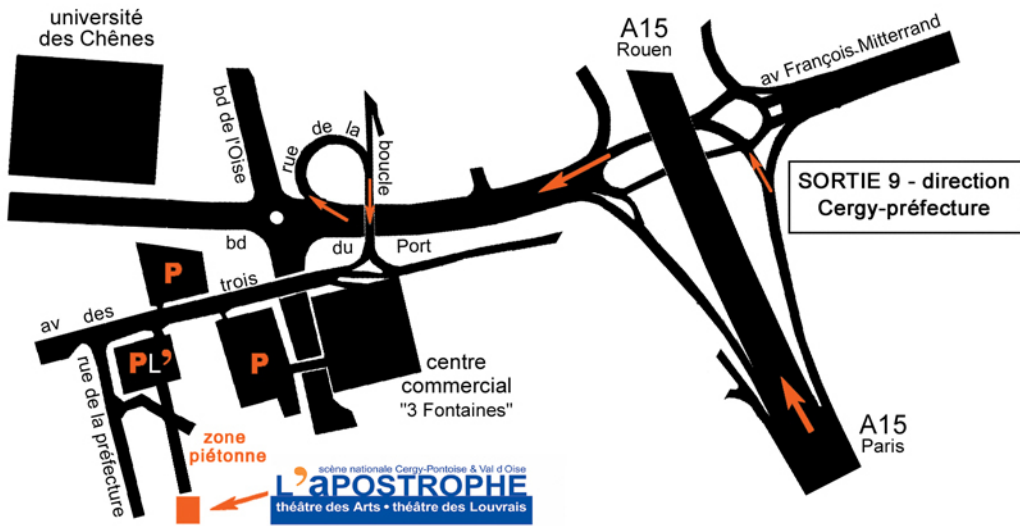 université
des Chênes
A15
Rouen
av François-Mitterrand
bd de l'Oise
rue de la boucle
SORTIE 9 - direction
Cergy-préfecture
bd du Port
P
av des trois
PL’
P
rue de la préfecture
centre
commercial
"3 Fontaines"
A15
Paris
zone
piétonne
scène nationale Cergy-Pontoise & Val d Oise
L'aPOSTROPHE
théâtre des Arts • théâtre des Louvrais